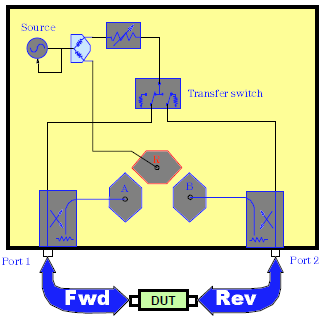 Source
Transfer switch
R
A
B
Port 1
Port 2
Fwd
DUT
Rev